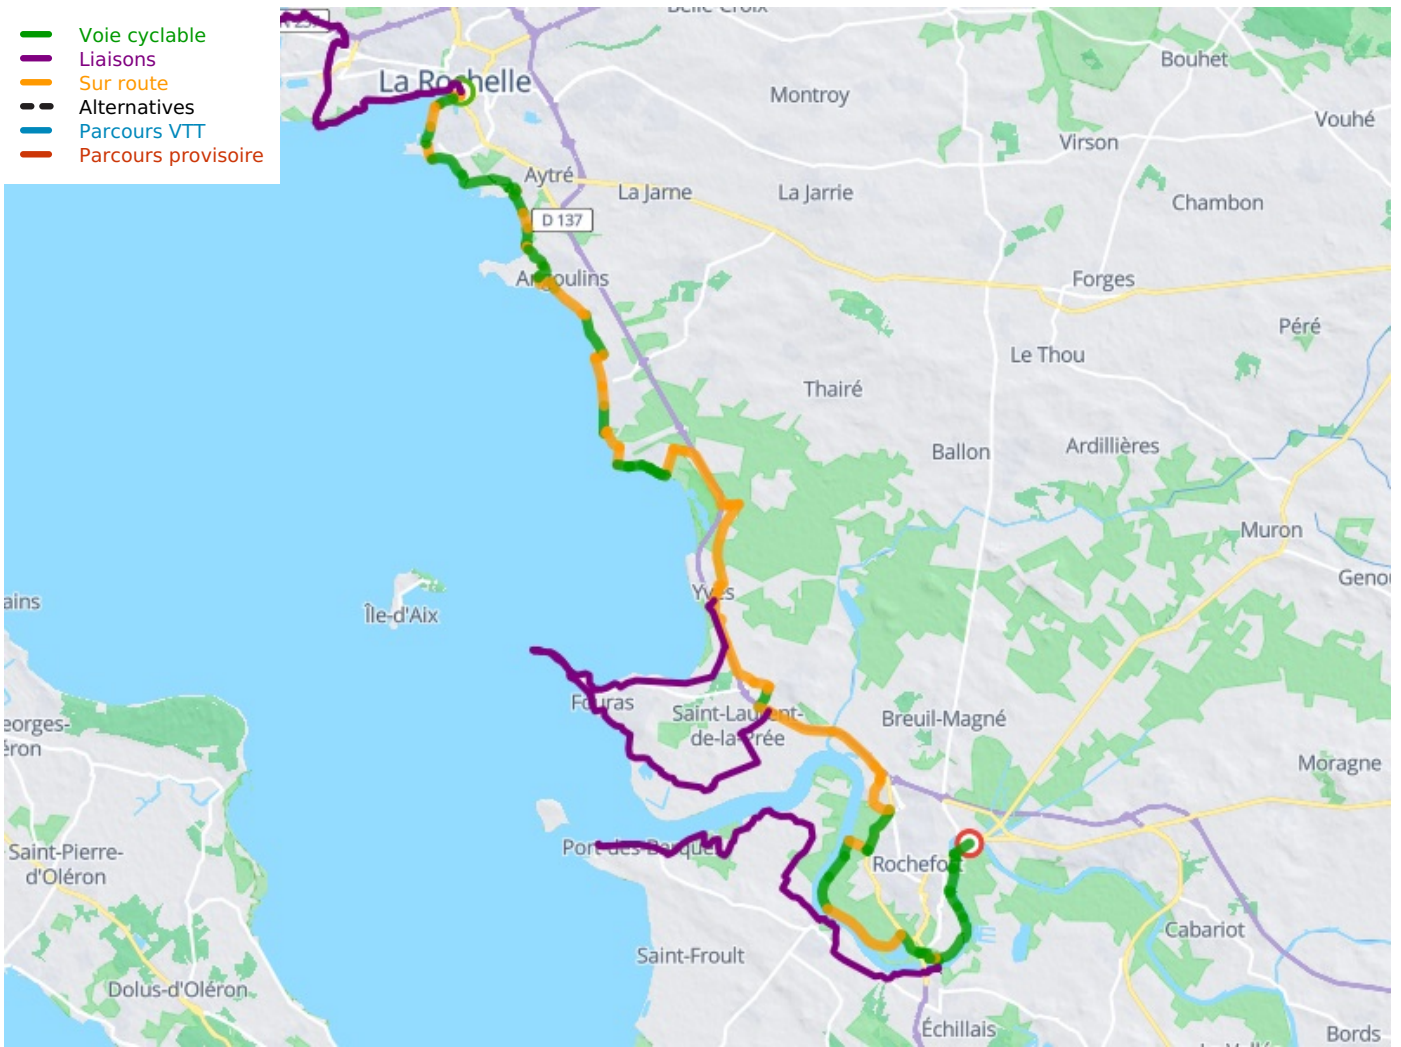 Belle-Croix
Voie cyclable
Liaisons
Sur route
Alternatives
Parcours VTT
Parcours provisoire
Bouhet
La Rochelle
Montroy
Vouhé
Virson
Aytré
La Jarne
La Jarrie
Chambon
D 137
Angoulins
Forges
Péré
Le Thou
Thairé
Ballon
Ardillières
Muron
Yves
Île-d'Aix
Fouras
Saint-Laurent-
de-la-Prée
Breuil-Magné
Moragne
Port-des-Barques
Saint-Pierre-
d'Oléron
Rochefort
Cabariot
Saint-Froult
Dolus-d'Oléron
Échillais
Bords